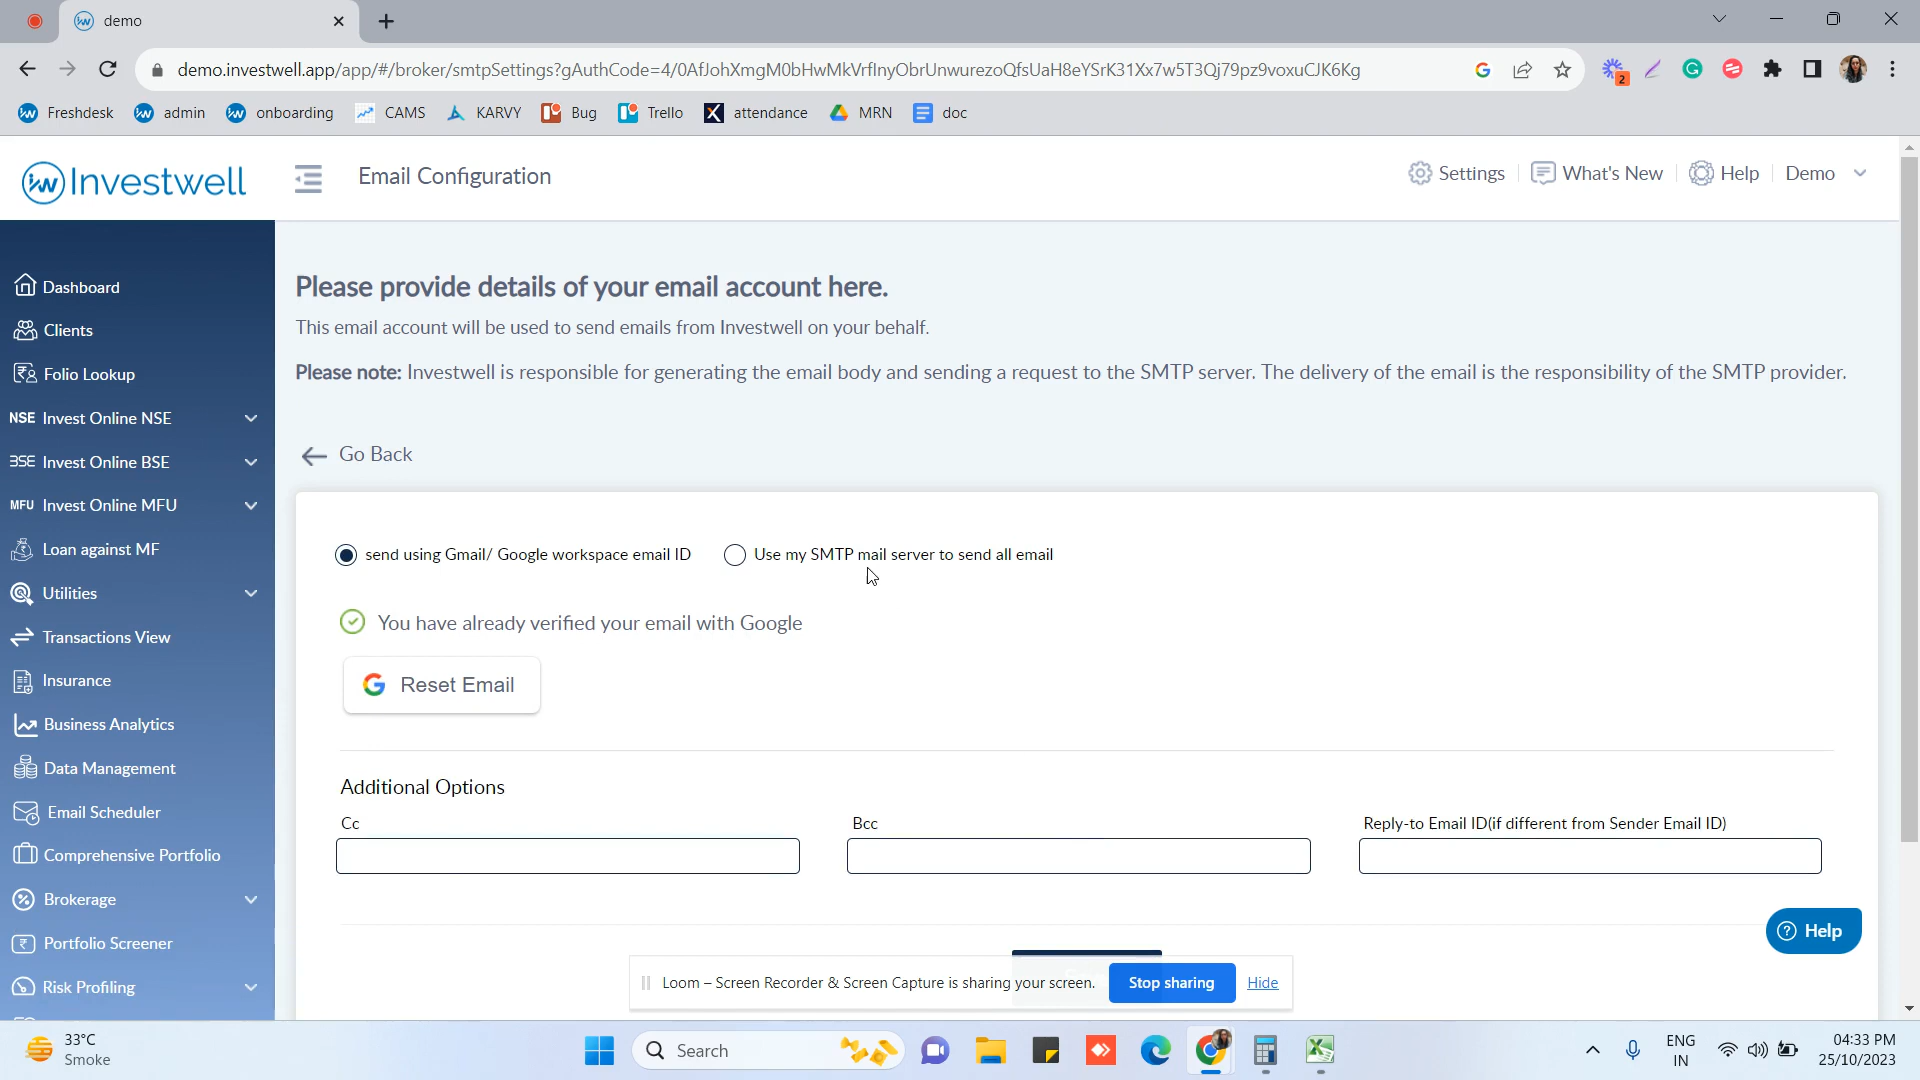 demo
demo.investwell.app/app/#/broker/smtpSettings?gAuthCode=4/0AfJohXmgM0bHwMkVrfInyObrUnwurezoQfsUaH8eYSrK31Xx7w5T3Qj79pz9voxuCJK6Kg
2
Freshdesk admin onboarding CAMS KARVY Bug Trello attendance MRN doc
Investwell
Email Configuration
Settings What's New Help Demo
Dashboard
Clients
Folio Lookup
NSE Invest Online NSE
BSE Invest Online BSE
MFU Invest Online MFU
Loan against MF
Utilities
Transactions View
Insurance
Business Analytics
Data Management
Email Scheduler
Comprehensive Portfolio
Brokerage
Portfolio Screener
Risk Profiling
Please provide details of your email account here.
This email account will be used to send emails from Investwell on your behalf.
Please note: Investwell is responsible for generating the email body and sending a request to the SMTP server. The delivery of the email is the responsibility of the SMTP provider.
Go Back
send using Gmail/ Google workspace email ID Use my SMTP mail server to send all email
You have already verified your email with Google
Reset Email
Additional Options
Cc Bcc Reply-to Email ID(if different from Sender Email ID)
Help
Loom – Screen Recorder & Screen Capture is sharing your screen. Stop sharing Hide
33°C
Smoke
Search
ENG
IN
04:33 PM
25/10/2023